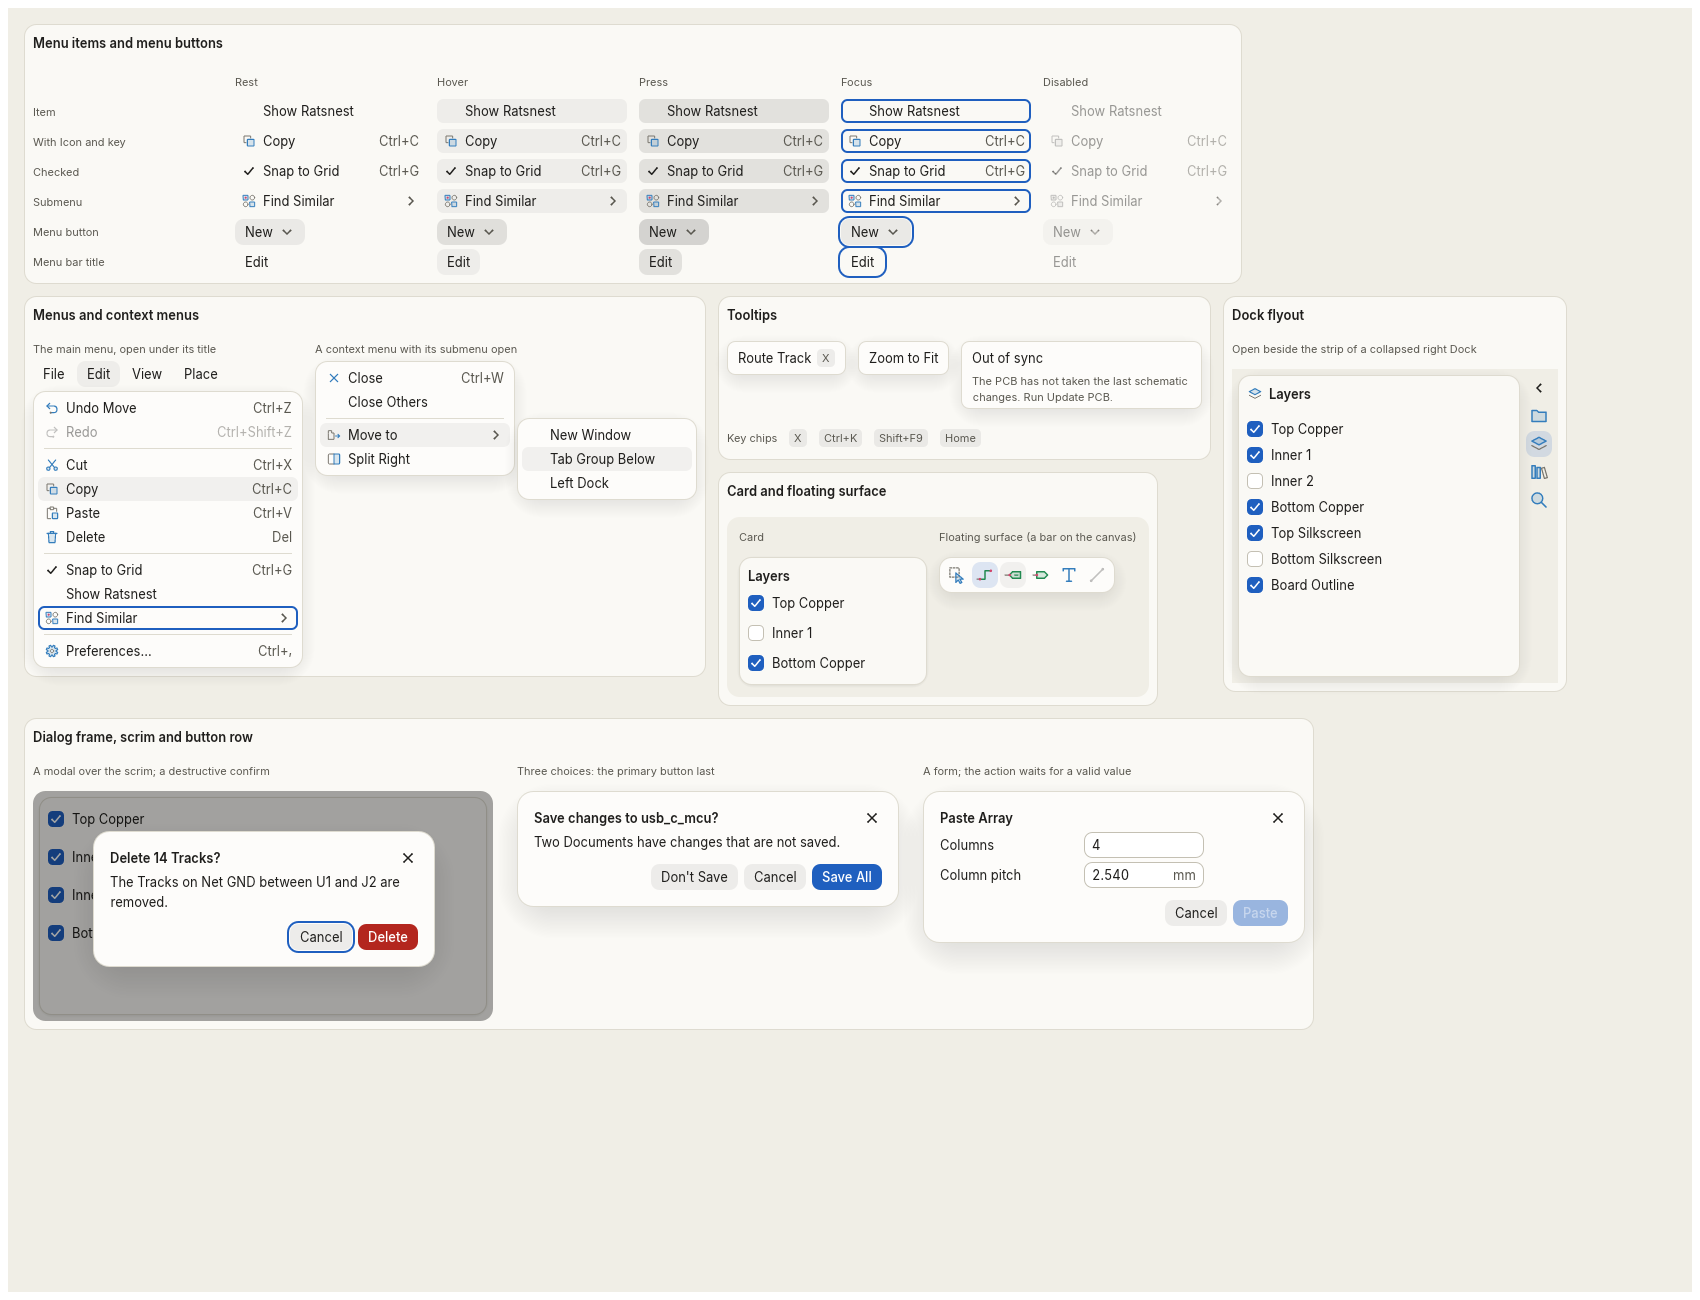 Menu items and menu buttons
Rest Hover Press Focus Disabled
Item Show Ratsnest Show Ratsnest Show Ratsnest Show Ratsnest Show Ratsnest
With Icon and key Copy Ctrl+C Copy Ctrl+C Copy Ctrl+C Copy Ctrl+C Copy Ctrl+C
Checked Snap to Grid Ctrl+G Snap to Grid Ctrl+G Snap to Grid Ctrl+G Snap to Grid Ctrl+G Snap to Grid Ctrl+G
Submenu Find Similar Find Similar Find Similar Find Similar Find Similar
Menu button New New New New New
Menu bar title Edit Edit Edit Edit Edit
Menus and context menus
The main menu, open under its title
File Edit View Place
Undo Move Ctrl+Z
Redo Ctrl+Shift+Z
Cut Ctrl+X
Copy Ctrl+C
Paste Ctrl+V
Delete Del
Snap to Grid Ctrl+G
Show Ratsnest
Find Similar
Preferences... Ctrl+,
A context menu with its submenu open
Close Ctrl+W
Close Others
Move to
Split Right
New Window
Tab Group Below
Left Dock
Tooltips
Route Track X
Zoom to Fit
Out of sync
The PCB has not taken the last schematic
changes. Run Update PCB.
Key chips X Ctrl+K Shift+F9 Home
Card and floating surface
Card
Layers
Top Copper
Inner 1
Bottom Copper
Floating surface (a bar on the canvas)
Dock flyout
Open beside the strip of a collapsed right Dock
Layers
Top Copper
Inner 1
Inner 2
Bottom Copper
Top Silkscreen
Bottom Silkscreen
Board Outline
Dialog frame, scrim and button row
A modal over the scrim; a destructive confirm
Top Copper
Inne
Inne
Bot
Delete 14 Tracks?
The Tracks on Net GND between U1 and J2 are
removed.
Cancel Delete
Three choices: the primary button last
Save changes to usb_c_mcu?
Two Documents have changes that are not saved.
Don't Save Cancel Save All
A form; the action waits for a valid value
Paste Array
Columns 4
Column pitch 2.540 mm
Cancel Paste